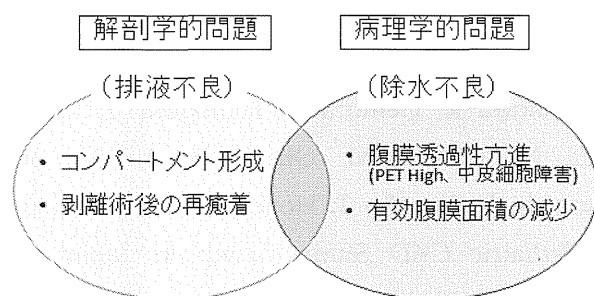 解剖学的問題
病理学的問題
(排液不良)
(除水不良)
• コンパートメント形成
• 剥離術後の再癒着
• 腹膜透過性亢進
(PET High、中皮細胞障害)
• 有効腹膜面積の減少